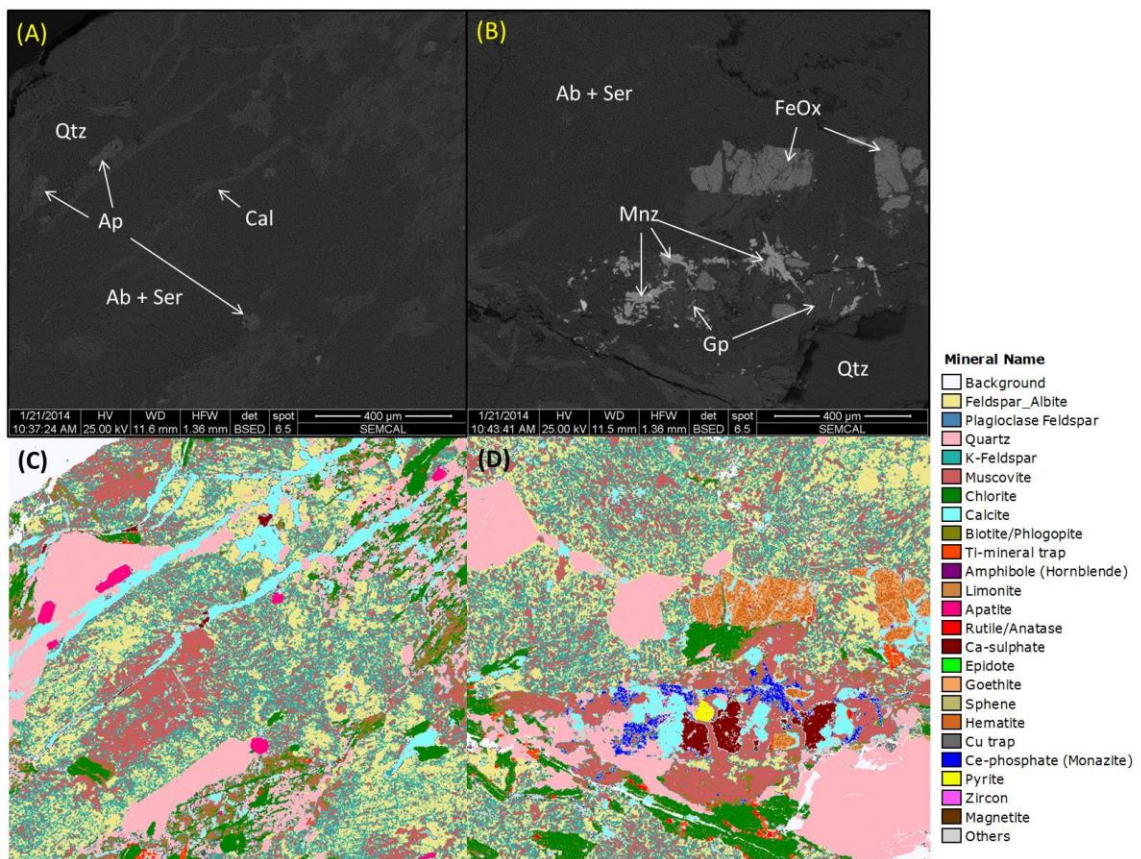 (A)
Qtz
Ap
Cal
Ab + Ser
1/21/2014 HV WD HFW det spot 400 µm
10:37:24 AM 25.00 kV 11.6 mm 1.36 mm BSED 6.5 SEMCAL
(B)
Ab + Ser
FeOx
Mnz
Gp
Qtz
1/21/2014 HV WD HFW det spot 400 µm
10:43:41 AM 25.00 kV 11.5 mm 1.36 mm BSED 6.5 SEMCAL
(C)
(D)
Mineral Name
Background
Feldspar_Albite
Plagioclase Feldspar
Quartz
K-Feldspar
Muscovite
Chlorite
Calcite
Biotite/Phlogopite
Ti-mineral trap
Amphibole (Hornblende)
Limonite
Apatite
Rutile/Anatase
Ca-sulphate
Epidote
Goethite
Sphene
Hematite
Cu trap
Ce-phosphate (Monazite)
Pyrite
Zircon
Magnetite
Others